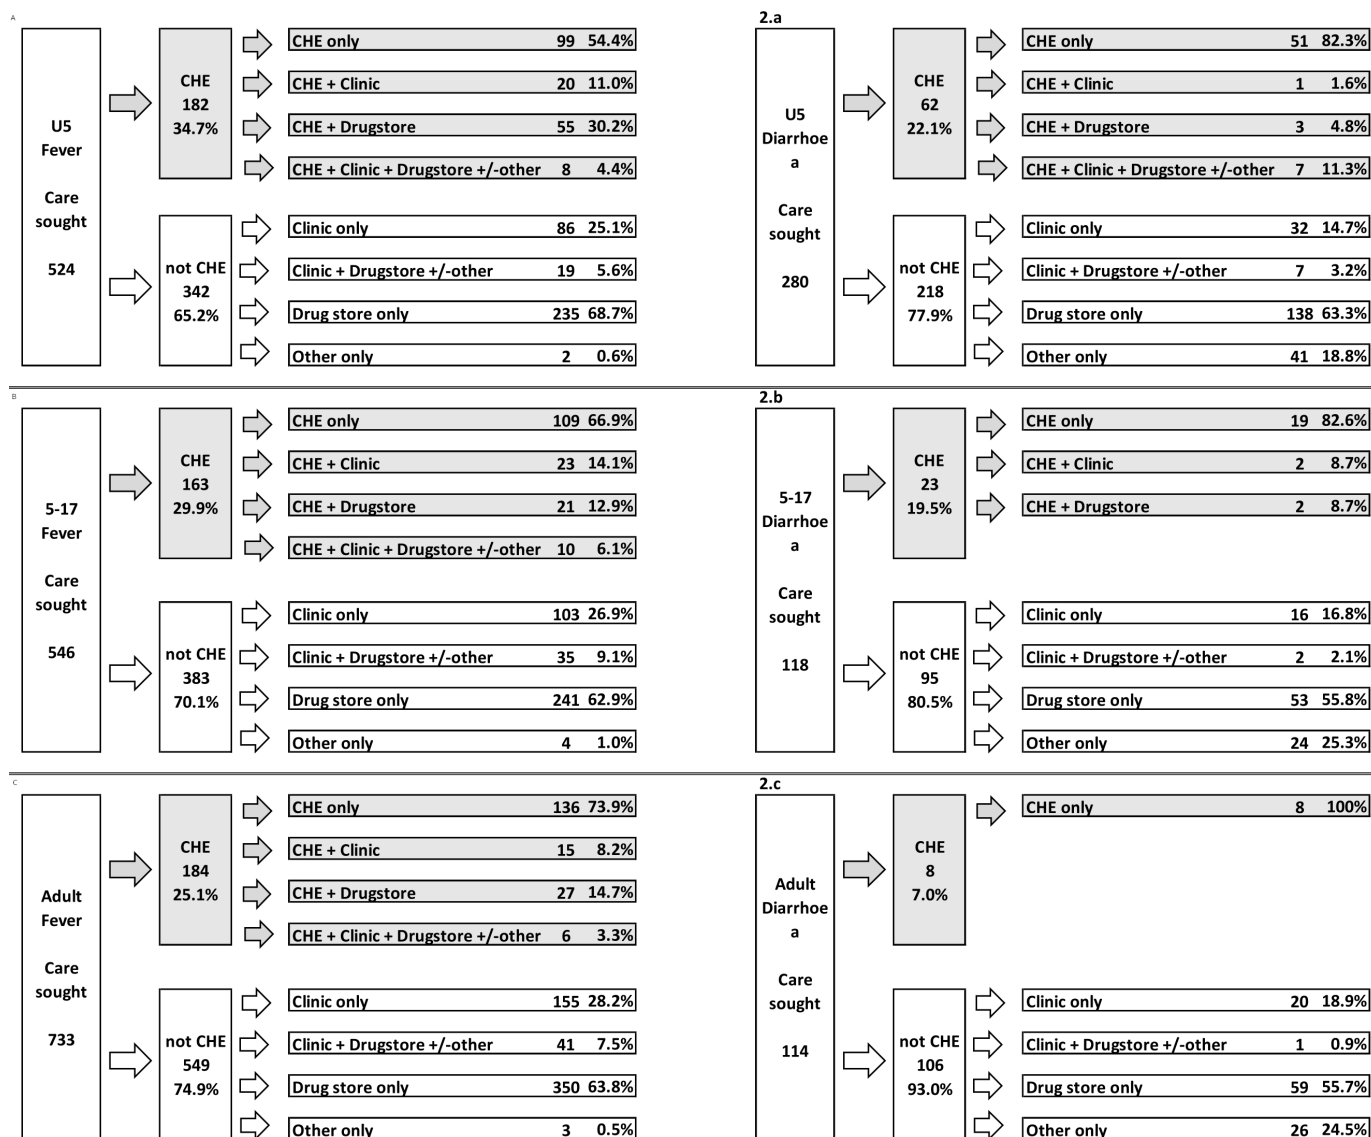 A
U5
Fever
Care
sought
524
CHE
182
34.7%
CHE only 99 54.4%
CHE + Clinic 20 11.0%
CHE + Drugstore 55 30.2%
CHE + Clinic + Drugstore +/-other 8 4.4%
not CHE
342
65.2%
Clinic only 86 25.1%
Clinic + Drugstore +/-other 19 5.6%
Drug store only 235 68.7%
Other only 2 0.6%
2.a
U5
Diarrhoe
a
Care
sought
280
CHE
62
22.1%
CHE only 51 82.3%
CHE + Clinic 1 1.6%
CHE + Drugstore 3 4.8%
CHE + Clinic + Drugstore +/-other 7 11.3%
not CHE
218
77.9%
Clinic only 32 14.7%
Clinic + Drugstore +/-other 7 3.2%
Drug store only 138 63.3%
Other only 41 18.8%
B
5-17
Fever
Care
sought
546
CHE
163
29.9%
CHE only 109 66.9%
CHE + Clinic 23 14.1%
CHE + Drugstore 21 12.9%
CHE + Clinic + Drugstore +/-other 10 6.1%
not CHE
383
70.1%
Clinic only 103 26.9%
Clinic + Drugstore +/-other 35 9.1%
Drug store only 241 62.9%
Other only 4 1.0%
2.b
5-17
Diarrhoe
a
Care
sought
118
CHE
23
19.5%
CHE only 19 82.6%
CHE + Clinic 2 8.7%
CHE + Drugstore 2 8.7%
not CHE
95
80.5%
Clinic only 16 16.8%
Clinic + Drugstore +/-other 2 2.1%
Drug store only 53 55.8%
Other only 24 25.3%
C
Adult
Fever
Care
sought
733
CHE
184
25.1%
CHE only 136 73.9%
CHE + Clinic 15 8.2%
CHE + Drugstore 27 14.7%
CHE + Clinic + Drugstore +/-other 6 3.3%
not CHE
549
74.9%
Clinic only 155 28.2%
Clinic + Drugstore +/-other 41 7.5%
Drug store only 350 63.8%
Other only 3 0.5%
2.c
Adult
Diarrhoe
a
Care
sought
114
CHE
8
7.0%
CHE only 8 100%
not CHE
106
93.0%
Clinic only 20 18.9%
Clinic + Drugstore +/-other 1 0.9%
Drug store only 59 55.7%
Other only 26 24.5%